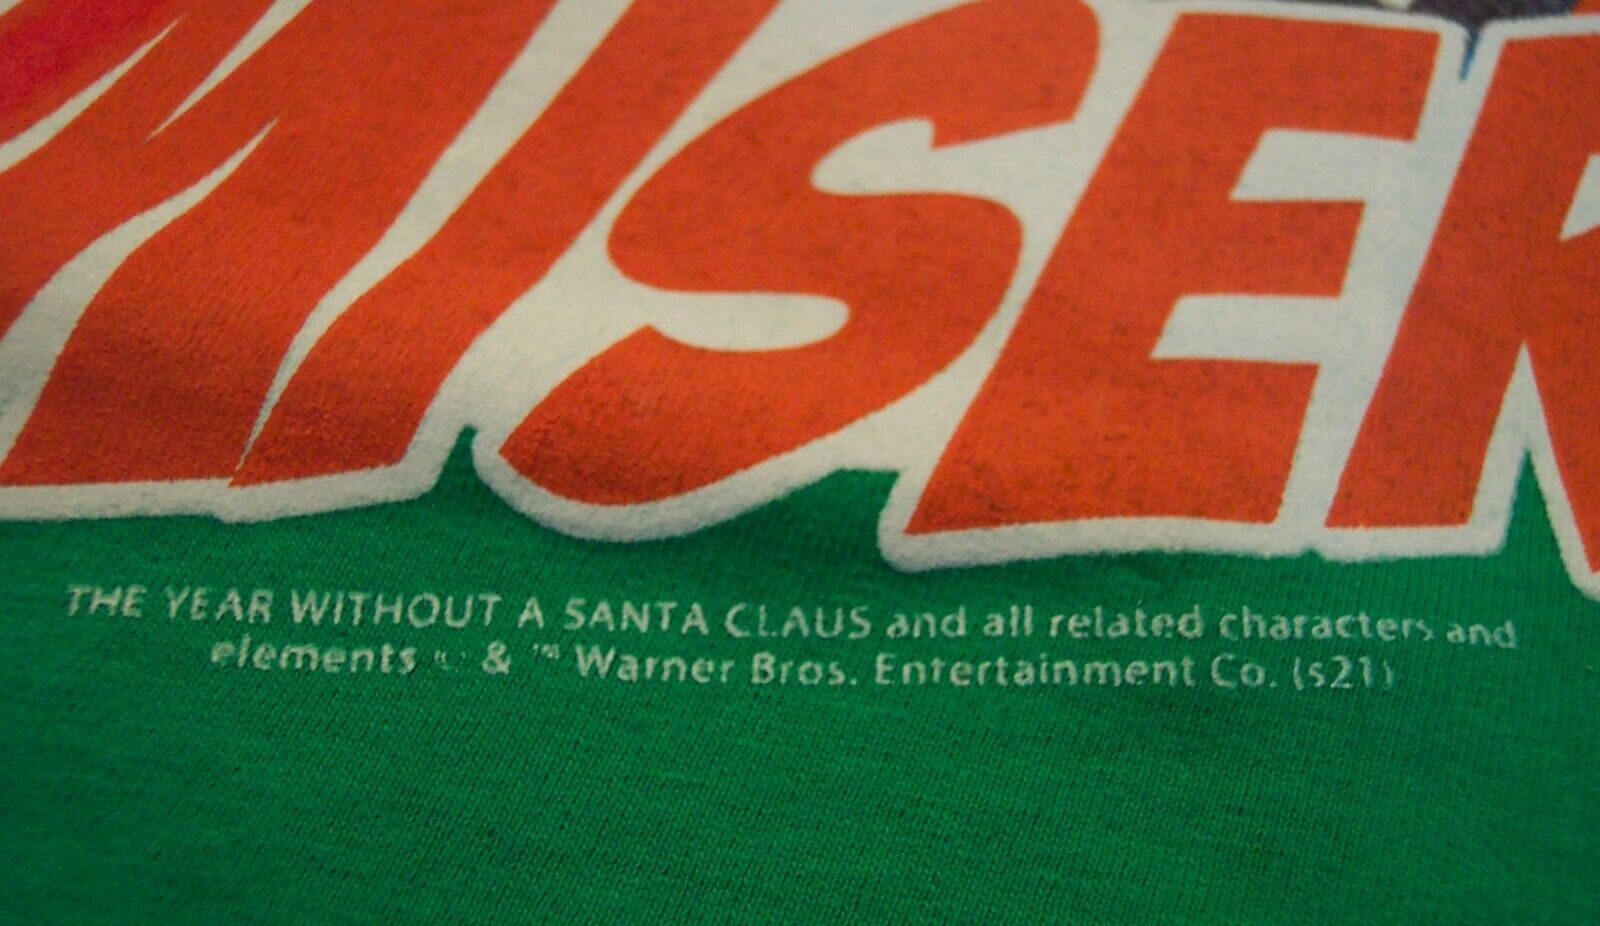 MISER
THE YEAR WITHOUT A SANTA CLAUS and all related characters and
elements © & ™ Warner Bros. Entertainment Co. (s21)